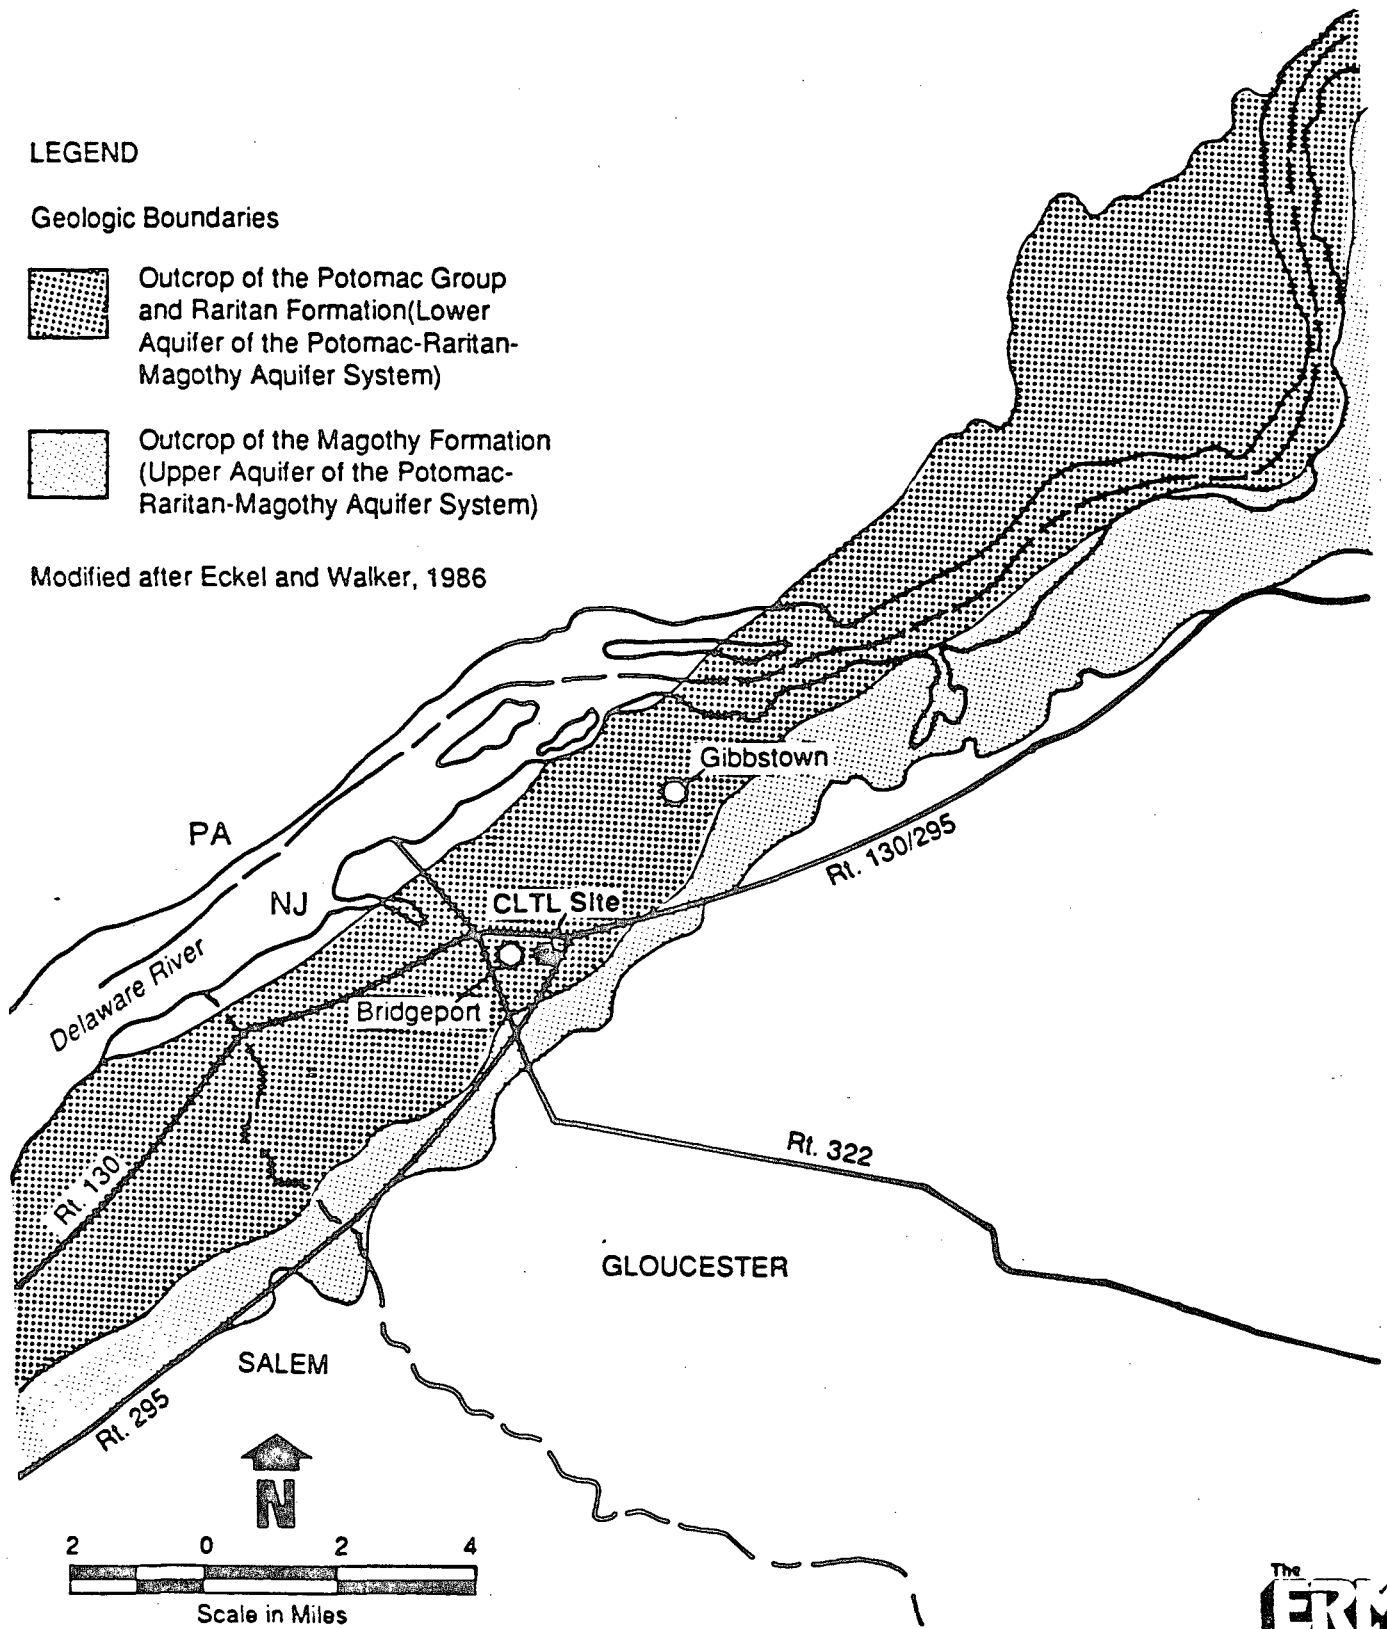 LEGEND
Geologic Boundaries
Outcrop of the Potomac Group
and Raritan Formation(Lower
Aquifer of the Potomac-Raritan-
Magothy Aquifer System)
Outcrop of the Magothy Formation
(Upper Aquifer of the Potomac-
Raritan-Magothy Aquifer System)
Modified after Eckel and Walker, 1986
Gibbstown
PA
Rt. 130/295
NJ
CLTL Site
Delaware River
Bridgeport
Rt. 322
Rt. 130
GLOUCESTER
SALEM
Rt. 295
N
2 0 2 4
Scale in Miles
The
ERM